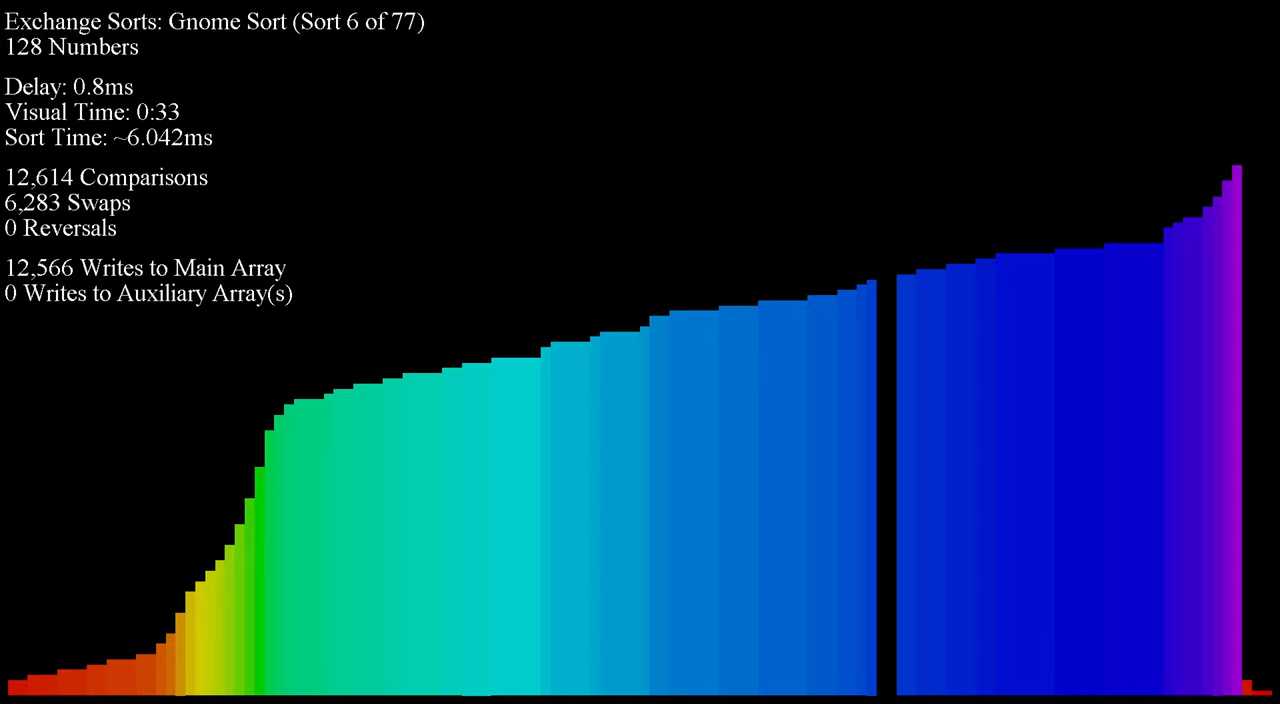 Exchange Sorts: Gnome Sort (Sort 6 of 77)
128 Numbers
Delay: 0.8ms
Visual Time: 0:33
Sort Time: ~6.042ms
12,614 Comparisons
6,283 Swaps
0 Reversals
12,566 Writes to Main Array
0 Writes to Auxiliary Array(s)